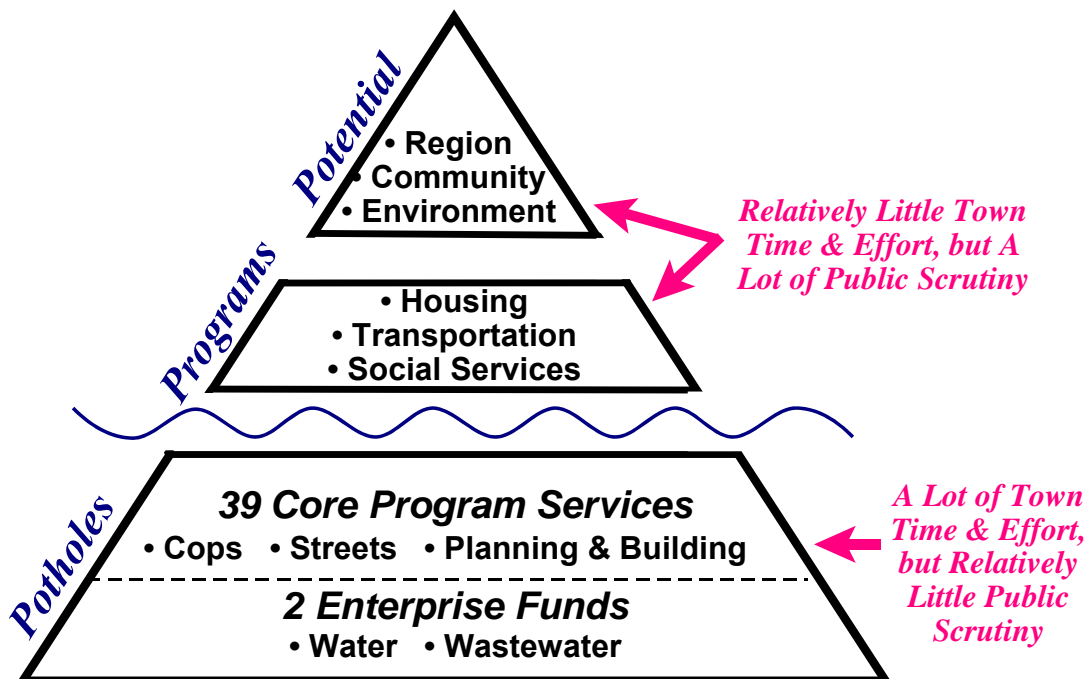 Potential
• Region
• Community
• Environment
Relatively Little Town
Time & Effort, but A
Lot of Public Scrutiny
Programs
• Housing
• Transportation
• Social Services
Potholes
39 Core Program Services
• Cops • Streets • Planning & Building
2 Enterprise Funds
• Water • Wastewater
A Lot of Town
Time & Effort,
but Relatively
Little Public
Scrutiny